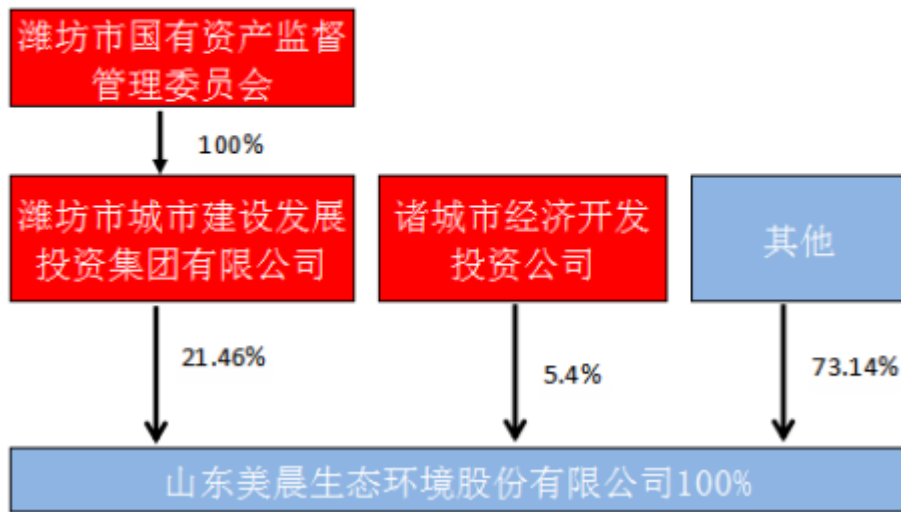 潍坊市国有资产监督
管理委员会
100%
潍坊市城市建设发展
投资集团有限公司
诸城市经济开发
投资公司
其他
21.46%
5.4%
73.14%
山东美晨生态环境股份有限公司100%